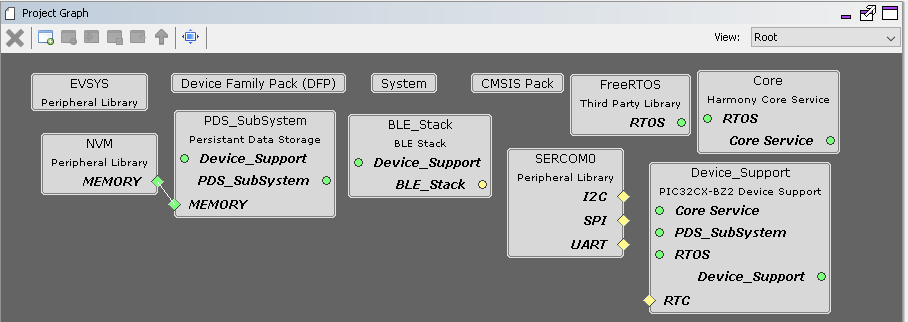 Project Graph
View:
Root
EVSYS
Peripheral Library
Device Family Pack (DFP)
System
CMSIS Pack
FreeRTOS
Third Party Library
RTOS
Core
Harmony Core Service
RTOS
Core Service
NVM
Peripheral Library
MEMORY
PDS_SubSystem
Persistant Data Storage
Device_Support
PDS_SubSystem
MEMORY
BLE_Stack
BLE Stack
Device_Support
BLE_Stack
SERCOM0
Peripheral Library
I2C
SPI
UART
Device_Support
PIC32CX-BZ2 Device Support
Core Service
PDS_SubSystem
RTOS
Device_Support
RTC